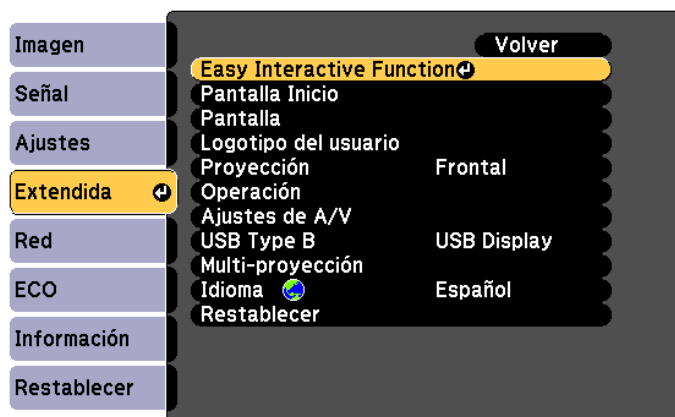 Imagen
Señal
Ajustes
Extendida
Red
ECO
Información
Restablecer
Volver
Easy Interactive Function
Pantalla Inicio
Pantalla
Logotipo del usuario
Proyección Frontal
Operación
Ajustes de A/V
USB Type B USB Display
Multi-proyección
Idioma Español
Restablecer